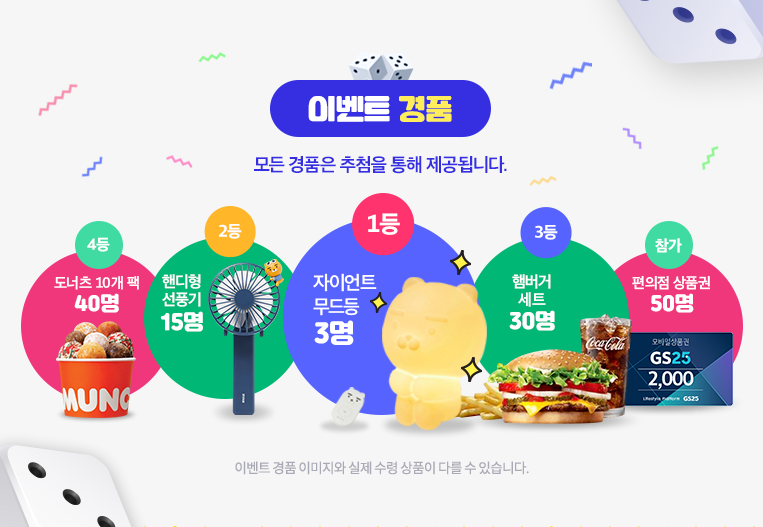 이벤트 경품
모든 경품은 추첨을 통해 제공됩니다.
4등
도너츠 10개 팩
40명
MUNC
2등
핸디형
선풍기
15명
1등
자이언트
무드등
3명
3등
햄버거
세트
30명
Coca-Cola
참가
편의점 상품권
50명
모바일상품권
GS25
2,000
Lifestyle Platform GS25
이벤트 경품 이미지와 실제 수령 상품이 다를 수 있습니다.